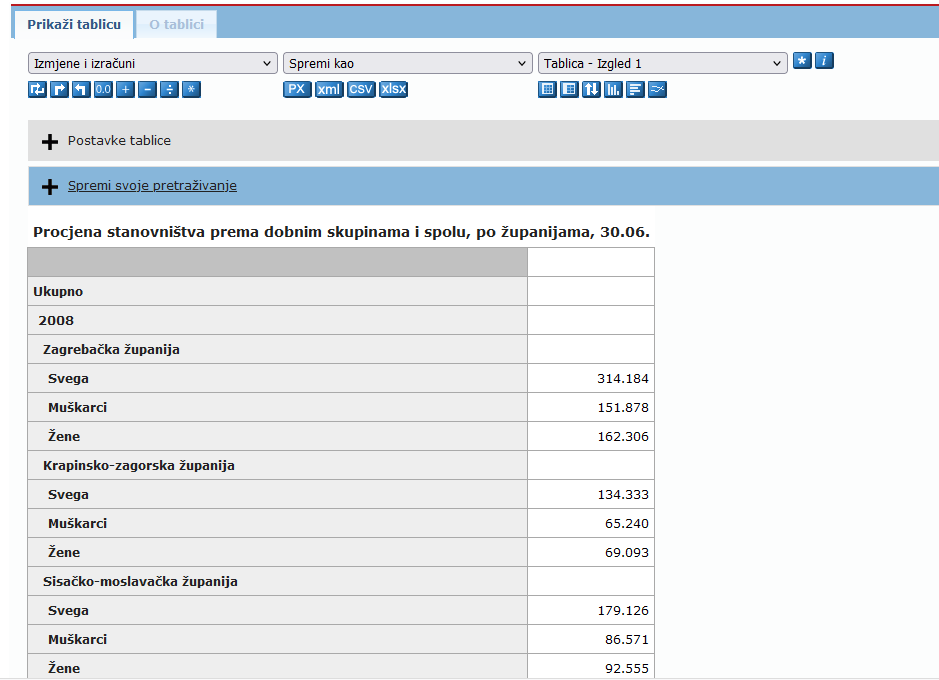 Prikaži tablicu O tablici
Izmjene i izračuni Spremi kao Tablica - Izgled 1 * i
0.0 + − ÷ * PX xml CSV xlsx
Postavke tablice
Spremi svoje pretraživanje
Procjena stanovništva prema dobnim skupinama i spolu, po županijama, 30.06.
Ukupno
2008
Zagrebačka županija
Svega 314.184
Muškarci 151.878
Žene 162.306
Krapinsko-zagorska županija
Svega 134.333
Muškarci 65.240
Žene 69.093
Sisačko-moslavačka županija
Svega 179.126
Muškarci 86.571
Žene 92.555